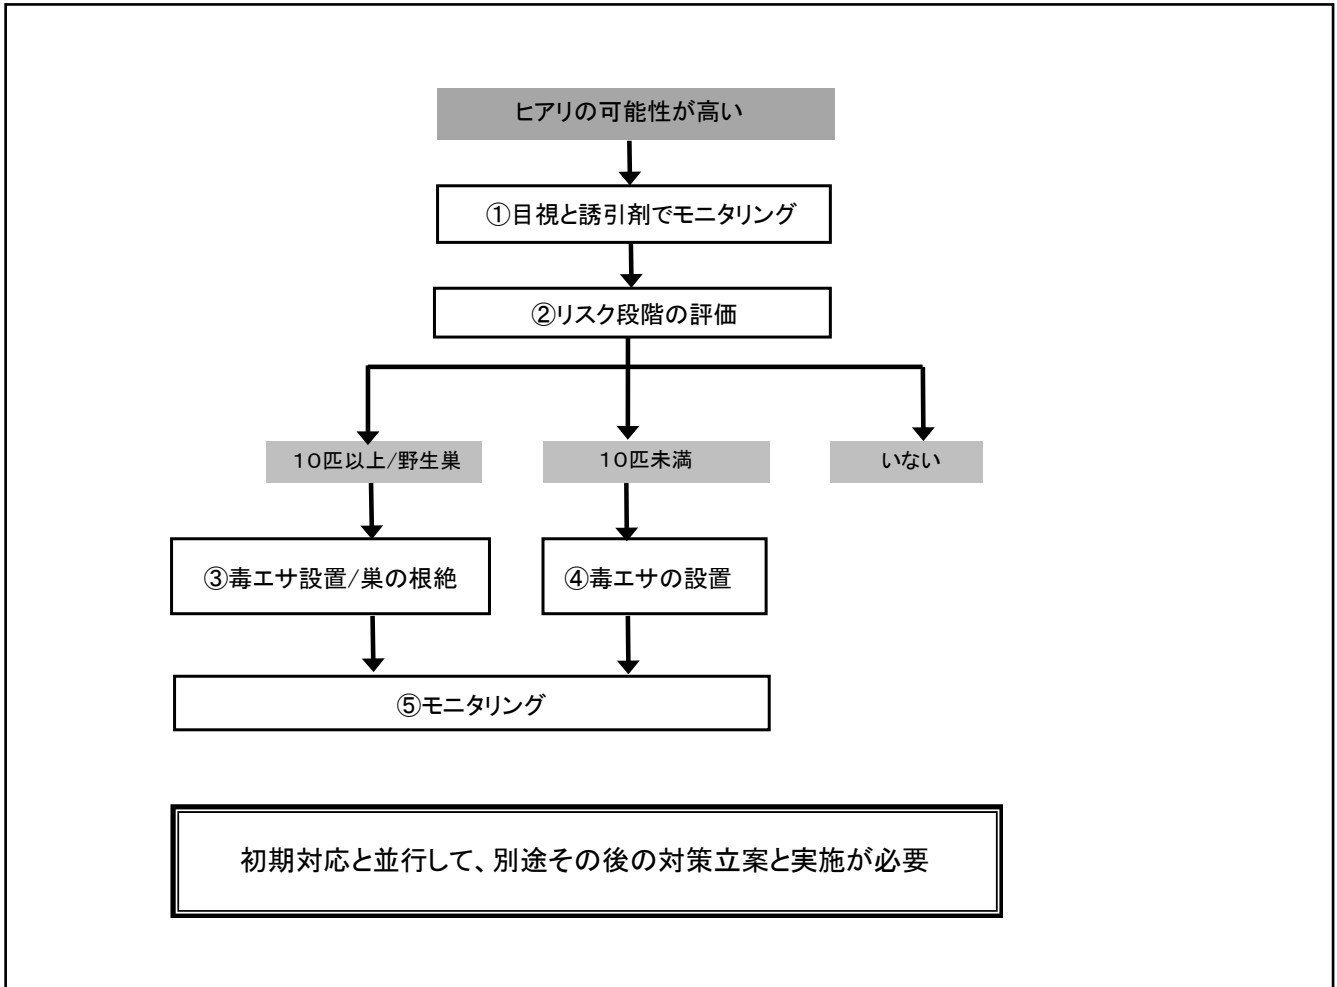 ヒアリの可能性が高い
①目視と誘引剤でモニタリング
②リスク段階の評価
１０匹以上/野生巣
１０匹未満
いない
③毒エサ設置/巣の根絶
④毒エサの設置
⑤モニタリング
初期対応と並行して、別途その後の対策立案と実施が必要